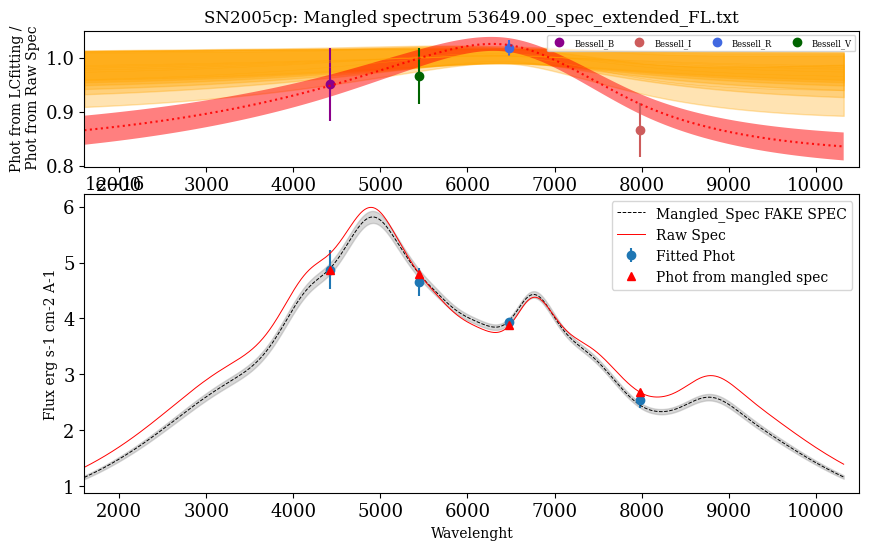 SN2005cp: Mangled spectrum 53649.00_spec_extended_FL.txt
Phot from LCfitting /
Phot from Raw Spec
1.0
0.9
0.8
Bessell_B
Bessell_I
Bessell_R
Bessell_V
2000 3000 4000 5000 6000 7000 8000 9000 10000
1e−16
Flux erg s-1 cm-2 A-1
6
5
4
3
2
1
Mangled_Spec FAKE SPEC
Raw Spec
Fitted Phot
Phot from mangled spec
2000 3000 4000 5000 6000 7000 8000 9000 10000
Wavelenght